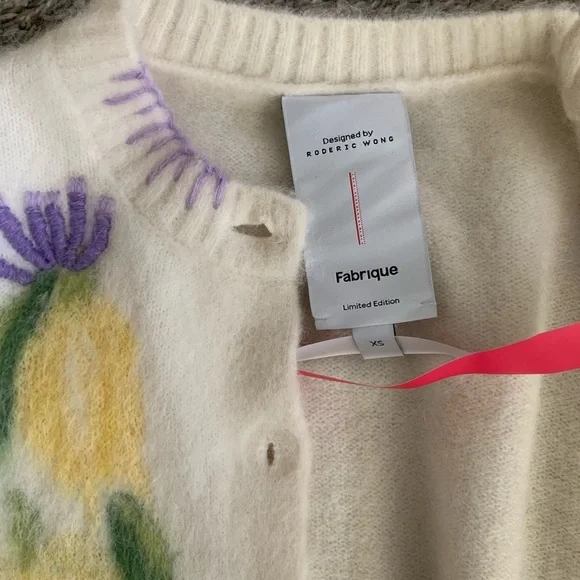 Designed by
RODERIC WONG
Fabrique
Limited Edition
XS